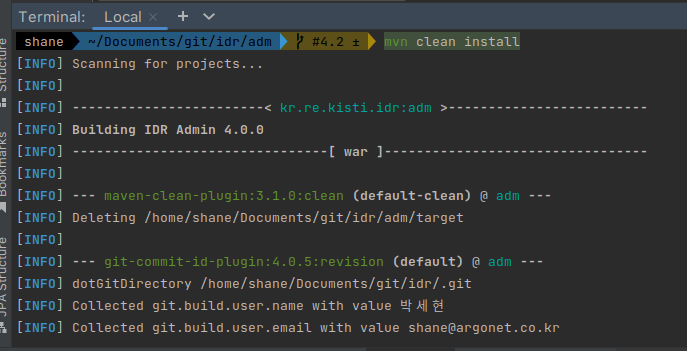 Terminal: Local × + ∨
shane ~/Documents/git/idr/adm #4.2 ± mvn clean install
[INFO] Scanning for projects...
[INFO]
[INFO] ------------------------< kr.re.kisti.idr:adm >-------------------------
[INFO] Building IDR Admin 4.0.0
[INFO] --------------------------------[ war ]---------------------------------
[INFO]
[INFO] --- maven-clean-plugin:3.1.0:clean (default-clean) @ adm ---
[INFO] Deleting /home/shane/Documents/git/idr/adm/target
[INFO]
[INFO] --- git-commit-id-plugin:4.0.5:revision (default) @ adm ---
[INFO] dotGitDirectory /home/shane/Documents/git/idr/.git
[INFO] Collected git.build.user.name with value 박세현
[INFO] Collected git.build.user.email with value shane@argonet.co.kr
Structure
Bookmarks
JPA Structure